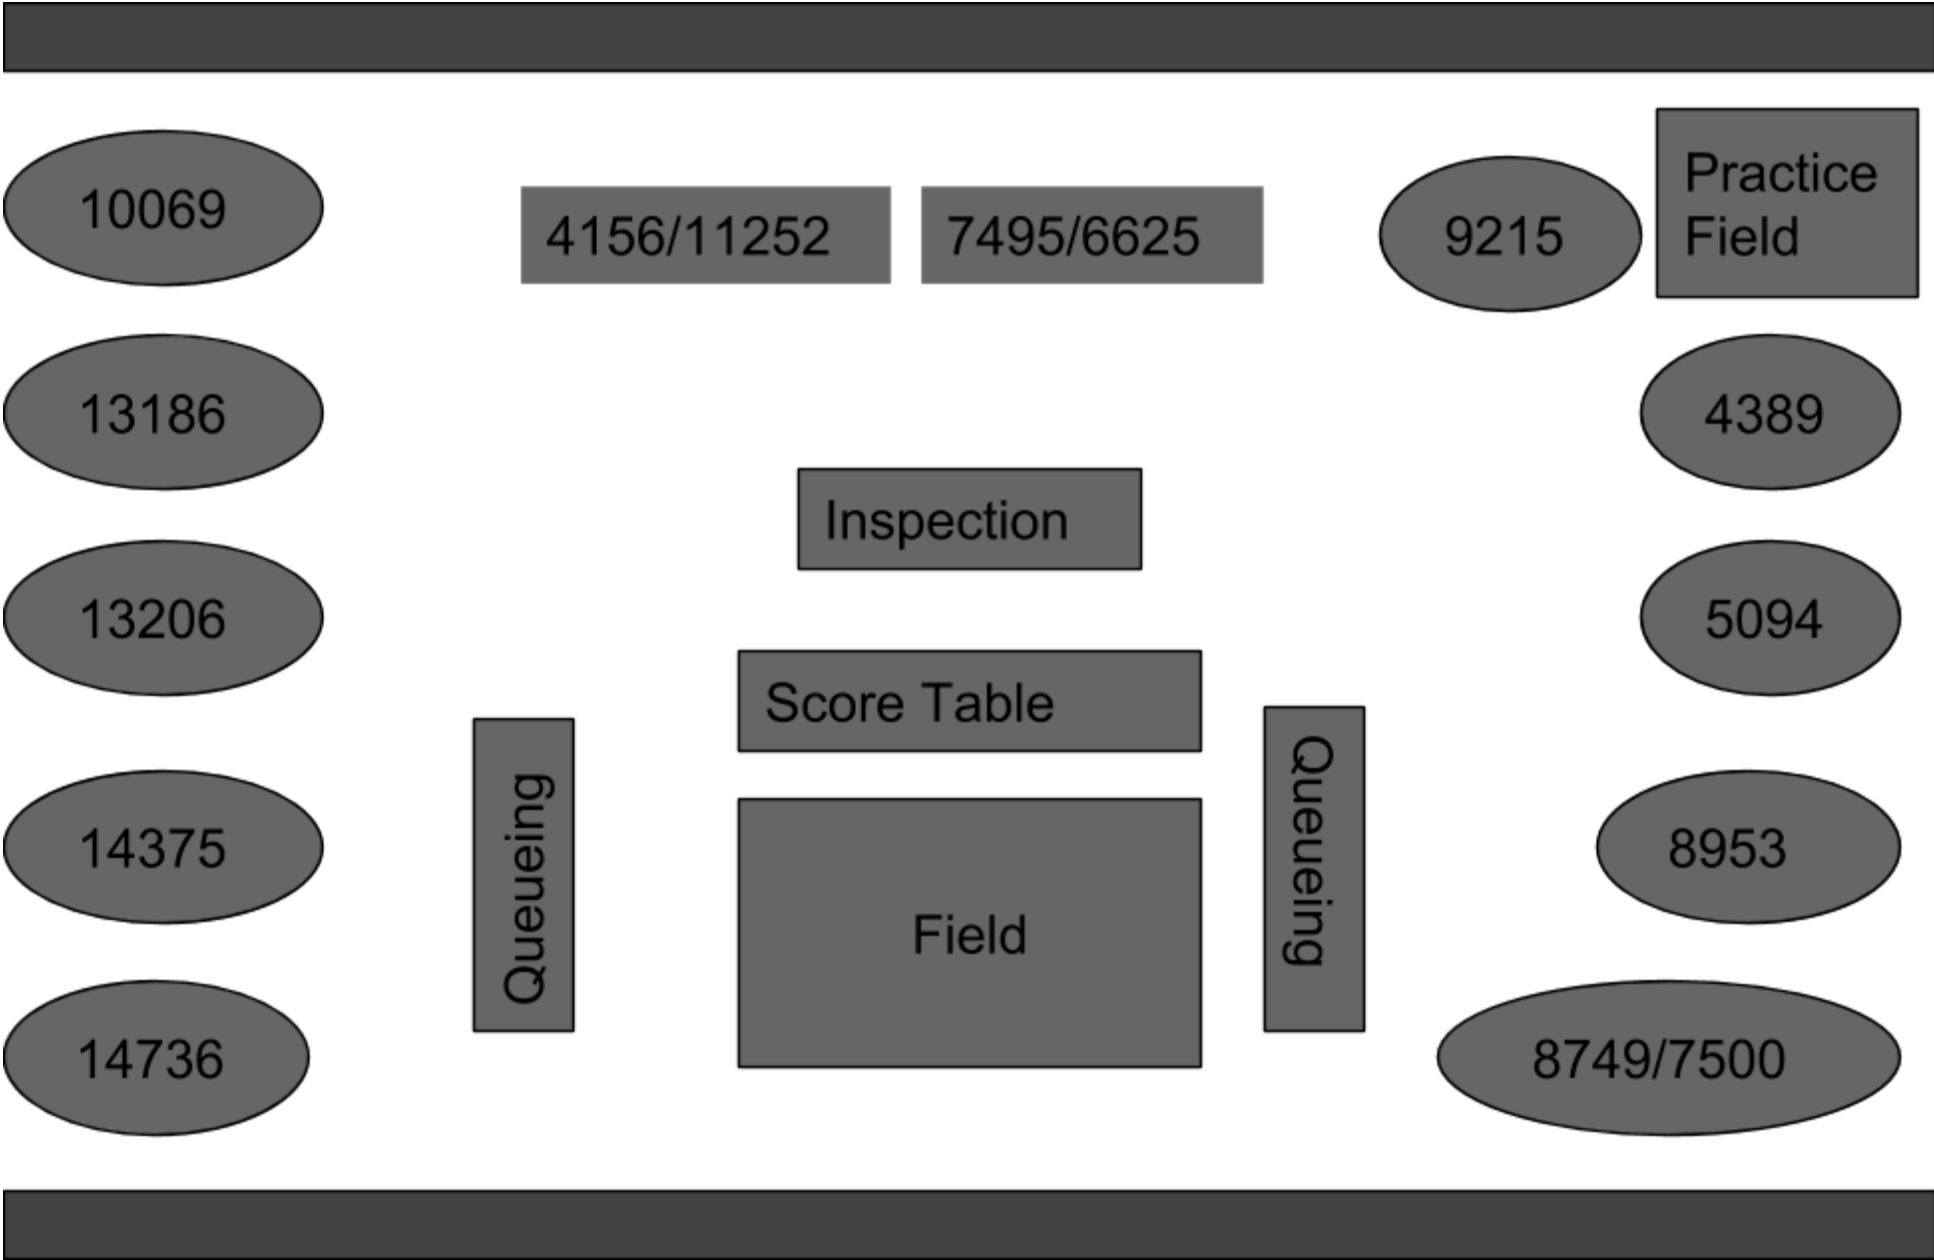 10069
4156/11252
7495/6625
9215
Practice
Field
13186
4389
Inspection
13206
5094
Score Table
Queueing
Queueing
14375
8953
Field
14736
8749/7500